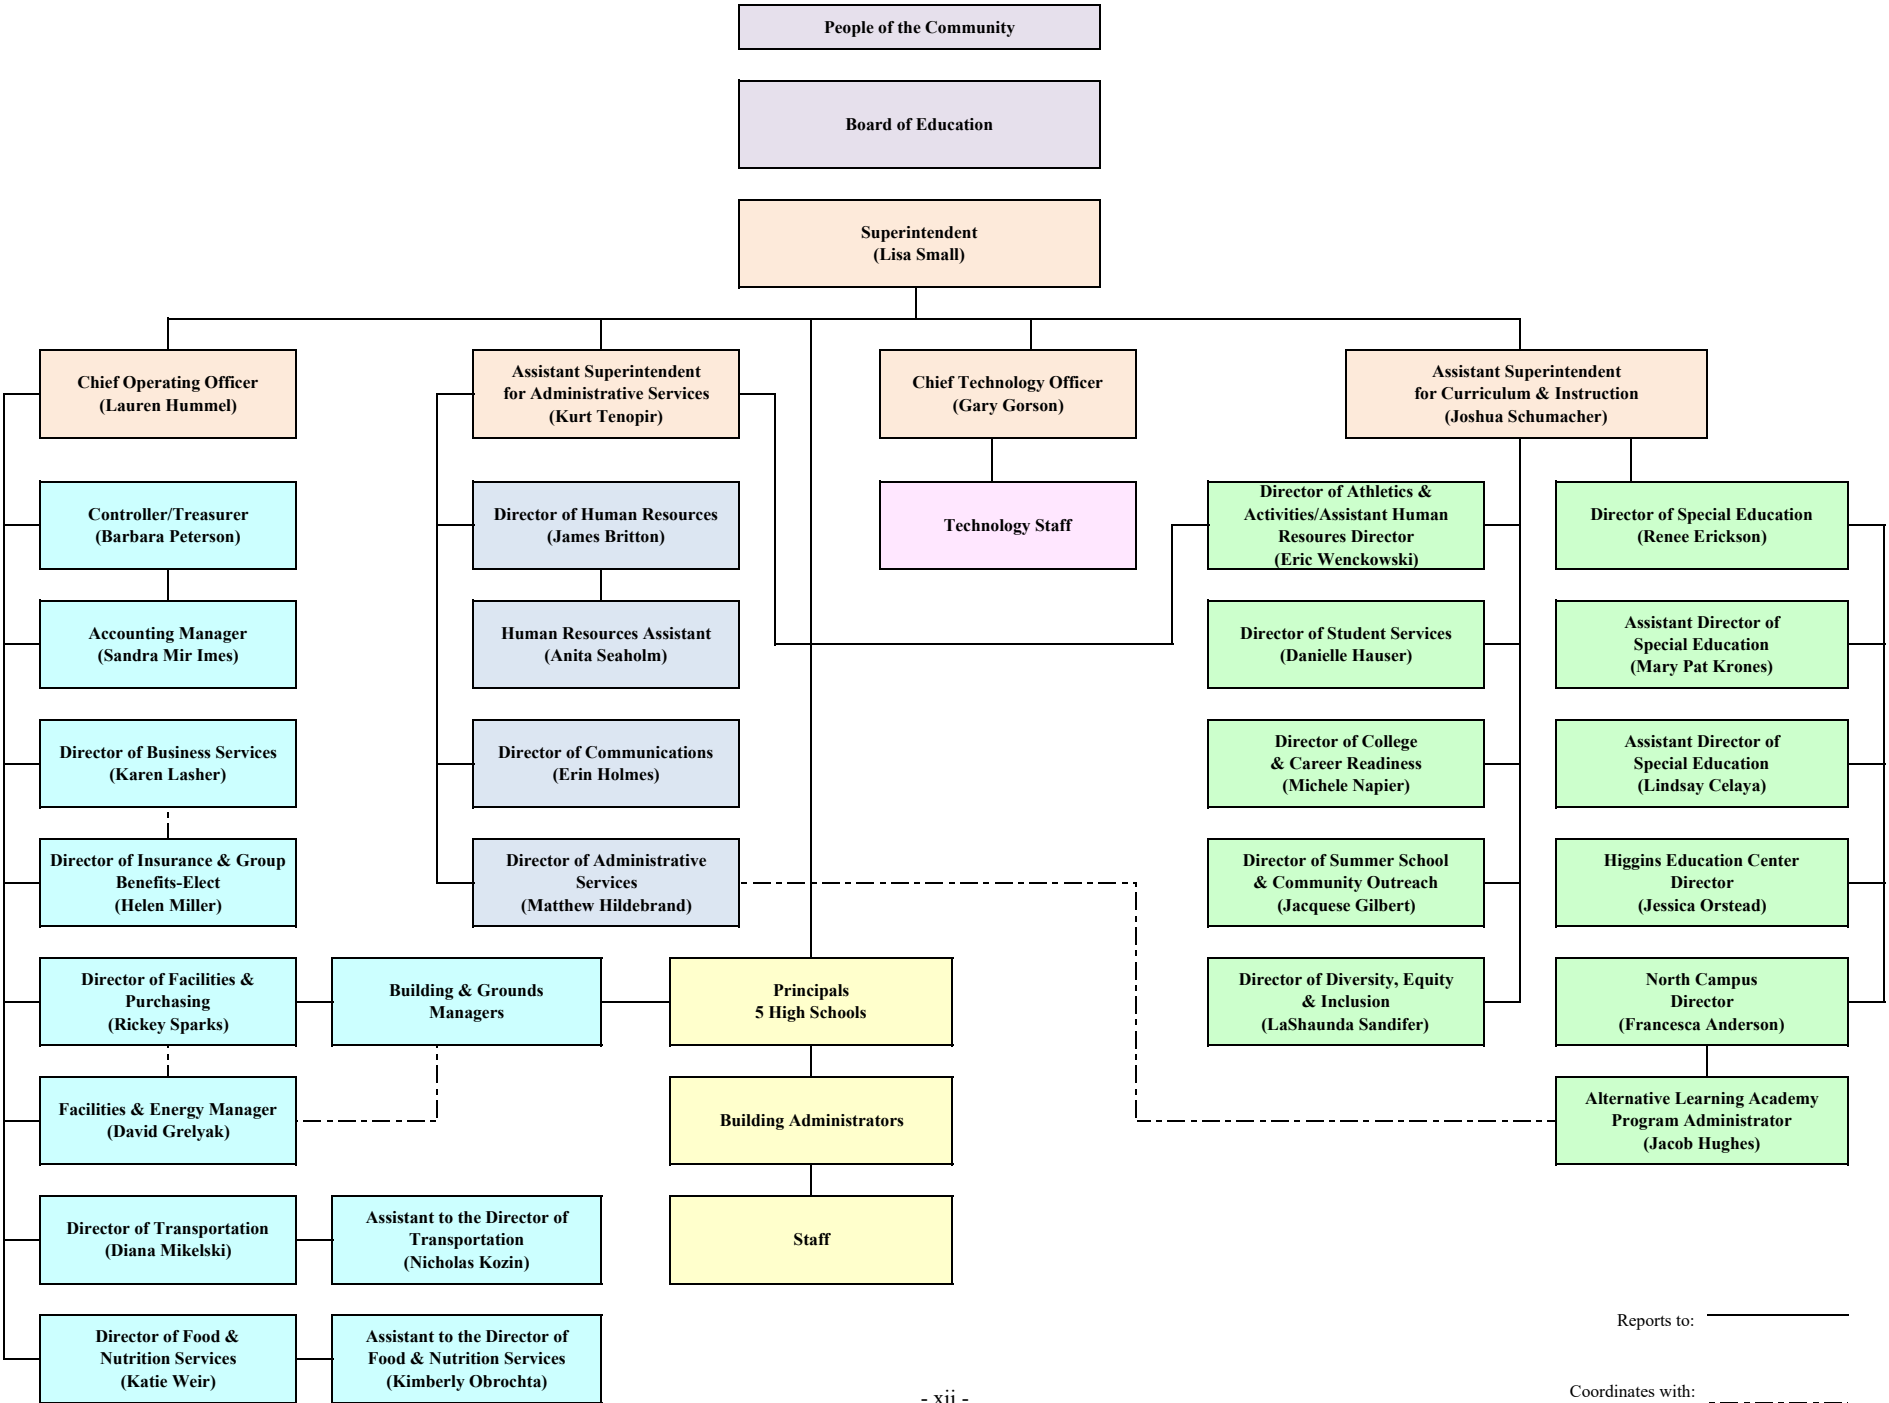 People of the Community
Board of Education
Superintendent
(Lisa Small)
Chief Operating Officer
(Lauren Hummel)
Assistant Superintendent
for Administrative Services
(Kurt Tenopir)
Chief Technology Officer
(Gary Gorson)
Assistant Superintendent
for Curriculum & Instruction
(Joshua Schumacher)
Controller/Treasurer
(Barbara Peterson)
Director of Human Resources
(James Britton)
Technology Staff
Director of Athletics &
Activities/Assistant Human
Resoures Director
(Eric Wenckowski)
Director of Special Education
(Renee Erickson)
Accounting Manager
(Sandra Mir Imes)
Human Resources Assistant
(Anita Seaholm)
Director of Student Services
(Danielle Hauser)
Assistant Director of
Special Education
(Mary Pat Krones)
Director of Business Services
(Karen Lasher)
Director of Communications
(Erin Holmes)
Director of College
& Career Readiness
(Michele Napier)
Assistant Director of
Special Education
(Lindsay Celaya)
Director of Insurance & Group
Benefits-Elect
(Helen Miller)
Director of Administrative
Services
(Matthew Hildebrand)
Director of Summer School
& Community Outreach
(Jacquese Gilbert)
Higgins Education Center
Director
(Jessica Orstead)
Director of Facilities &
Purchasing
(Rickey Sparks)
Building & Grounds
Managers
Principals
5 High Schools
Director of Diversity, Equity
& Inclusion
(LaShaunda Sandifer)
North Campus
Director
(Francesca Anderson)
Facilities & Energy Manager
(David Grelyak)
Building Administrators
Alternative Learning Academy
Program Administrator
(Jacob Hughes)
Director of Transportation
(Diana Mikelski)
Assistant to the Director of
Transportation
(Nicholas Kozin)
Staff
Director of Food &
Nutrition Services
(Katie Weir)
Assistant to the Director of
Food & Nutrition Services
(Kimberly Obrochta)
Reports to:
Coordinates with:
- xii -